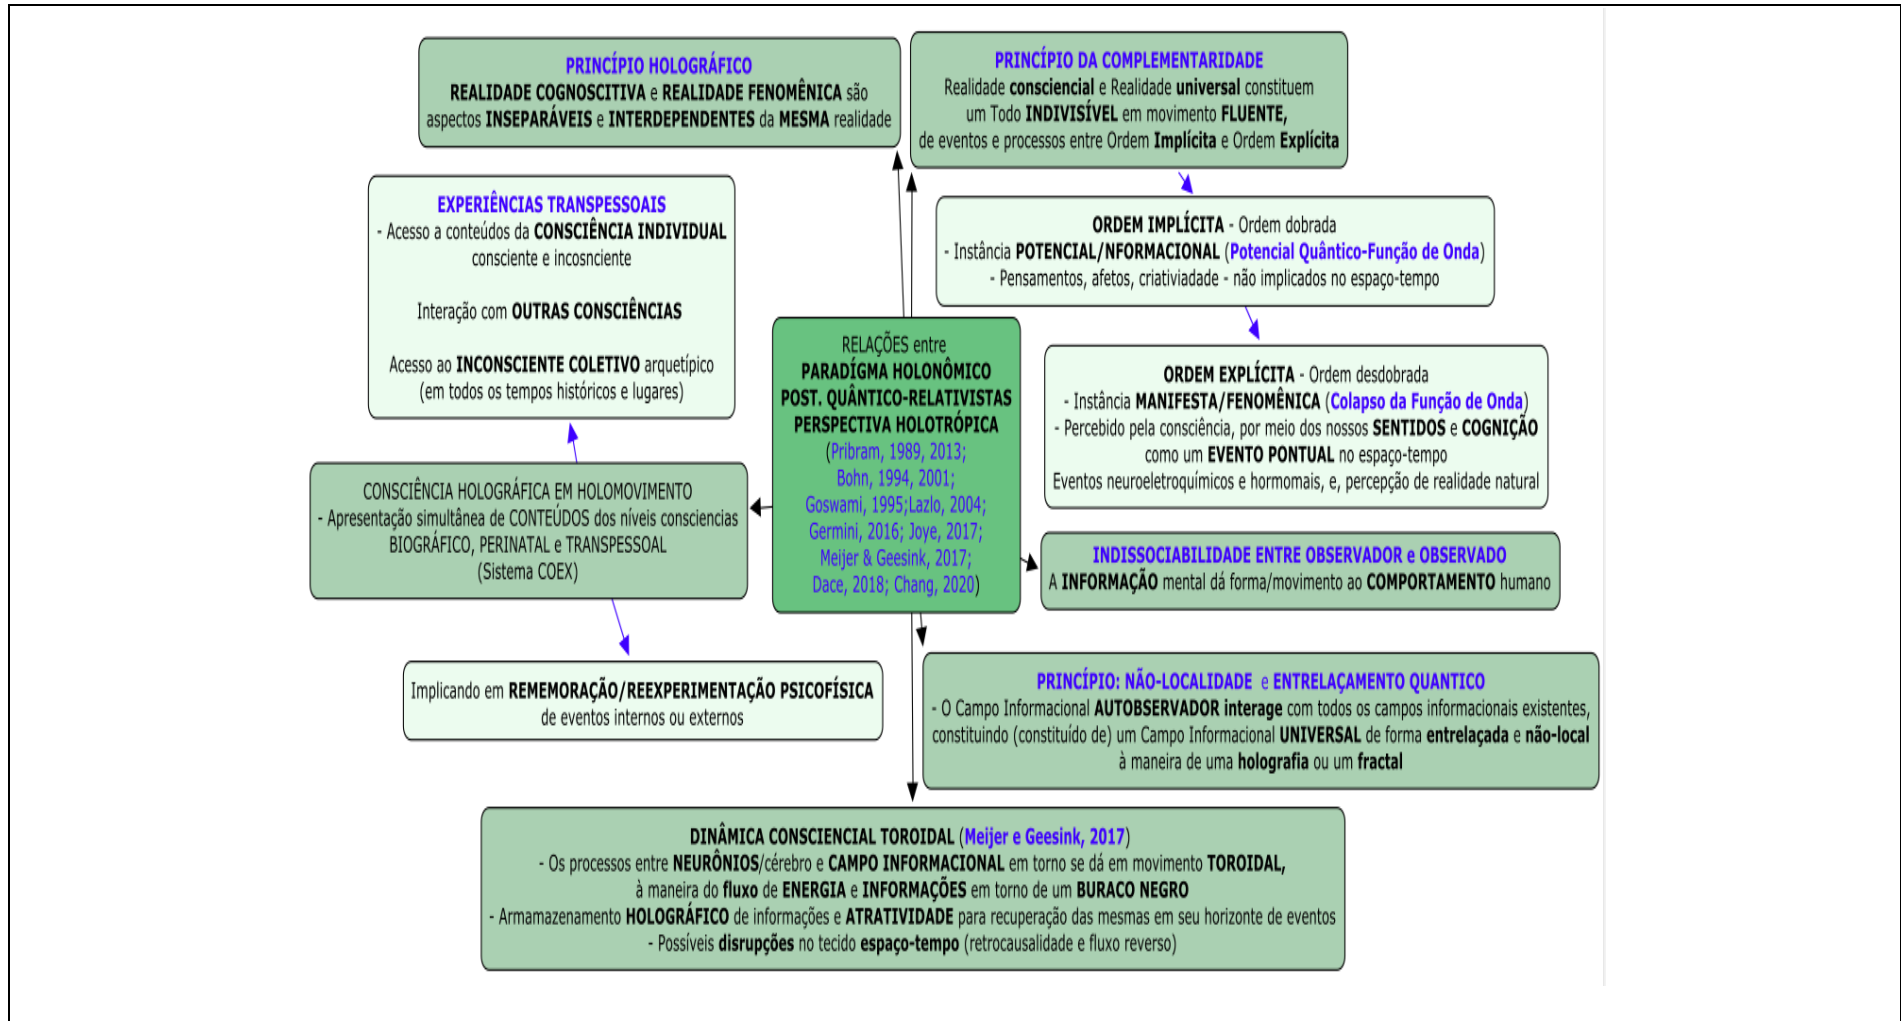 PRINCÍPIO HOLOGRÁFICO
REALIDADE COGNOSCITIVA e REALIDADE FENOMÊNICA são
aspectos INSEPARÁVEIS e INTERDEPENDENTES da MESMA realidade
PRINCÍPIO DA COMPLEMENTARIDADE
Realidade consciencial e Realidade universal constituem
um Todo INDIVISÍVEL em movimento FLUENTE,
de eventos e processos entre Ordem Implícita e Ordem Explícita
EXPERIÊNCIAS TRANSPESSOAIS
- Acesso a conteúdos da CONSCIÊNCIA INDIVIDUAL
consciente e incosnciente
Interação com OUTRAS CONSCIÊNCIAS
Acesso ao INCONSCIENTE COLETIVO arquetípico
(em todos os tempos históricos e lugares)
ORDEM IMPLÍCITA - Ordem dobrada
- Instância POTENCIAL/NFORMACIONAL (Potencial Quântico-Função de Onda)
- Pensamentos, afetos, criativiadade - não implicados no espaço-tempo
RELAÇÕES entre
PARADÍGMA HOLONÔMICO
POST. QUÂNTICO-RELATIVISTAS
PERSPECTIVA HOLOTRÓPICA
(Pribram, 1989, 2013;
Bohn, 1994, 2001;
Goswami, 1995;Lazlo, 2004;
Germini, 2016; Joye, 2017;
Meijer & Geesink, 2017;
Dace, 2018; Chang, 2020)
ORDEM EXPLÍCITA - Ordem desdobrada
- Instância MANIFESTA/FENOMÊNICA (Colapso da Função de Onda)
- Percebido pela consciência, por meio dos nossos SENTIDOS e COGNIÇÃO
como um EVENTO PONTUAL no espaço-tempo
Eventos neuroeletroquímicos e hormomais, e, percepção de realidade natural
CONSCIÊNCIA HOLOGRÁFICA EM HOLOMOVIMENTO
- Apresentação simultânea de CONTEÚDOS dos níveis consciencias
BIOGRÁFICO, PERINATAL e TRANSPESSOAL
(Sistema COEX)
INDISSOCIABILIDADE ENTRE OBSERVADOR e OBSERVADO
A INFORMAÇÃO mental dá forma/movimento ao COMPORTAMENTO humano
Implicando em REMEMORAÇÃO/REEXPERIMENTAÇÃO PSICOFÍSICA
de eventos internos ou externos
PRINCÍPIO: NÃO-LOCALIDADE e ENTRELAÇAMENTO QUANTICO
- O Campo Informacional AUTOBSERVADOR interage com todos os campos informacionais existentes,
constituindo (constituído de) um Campo Informacional UNIVERSAL de forma entrelaçada e não-local
à maneira de uma holografia ou um fractal
DINÂMICA CONSCIENCIAL TOROIDAL (Meijer e Geesink, 2017)
- Os processos entre NEURÔNIOS/cérebro e CAMPO INFORMACIONAL em torno se dá em movimento TOROIDAL,
à maneira do fluxo de ENERGIA e INFORMAÇÕES em torno de um BURACO NEGRO
- Armamazenamento HOLOGRÁFICO de informações e ATRATIVIDADE para recuperação das mesmas em seu horizonte de eventos
- Possíveis disrupções no tecido espaço-tempo (retrocausalidade e fluxo reverso)